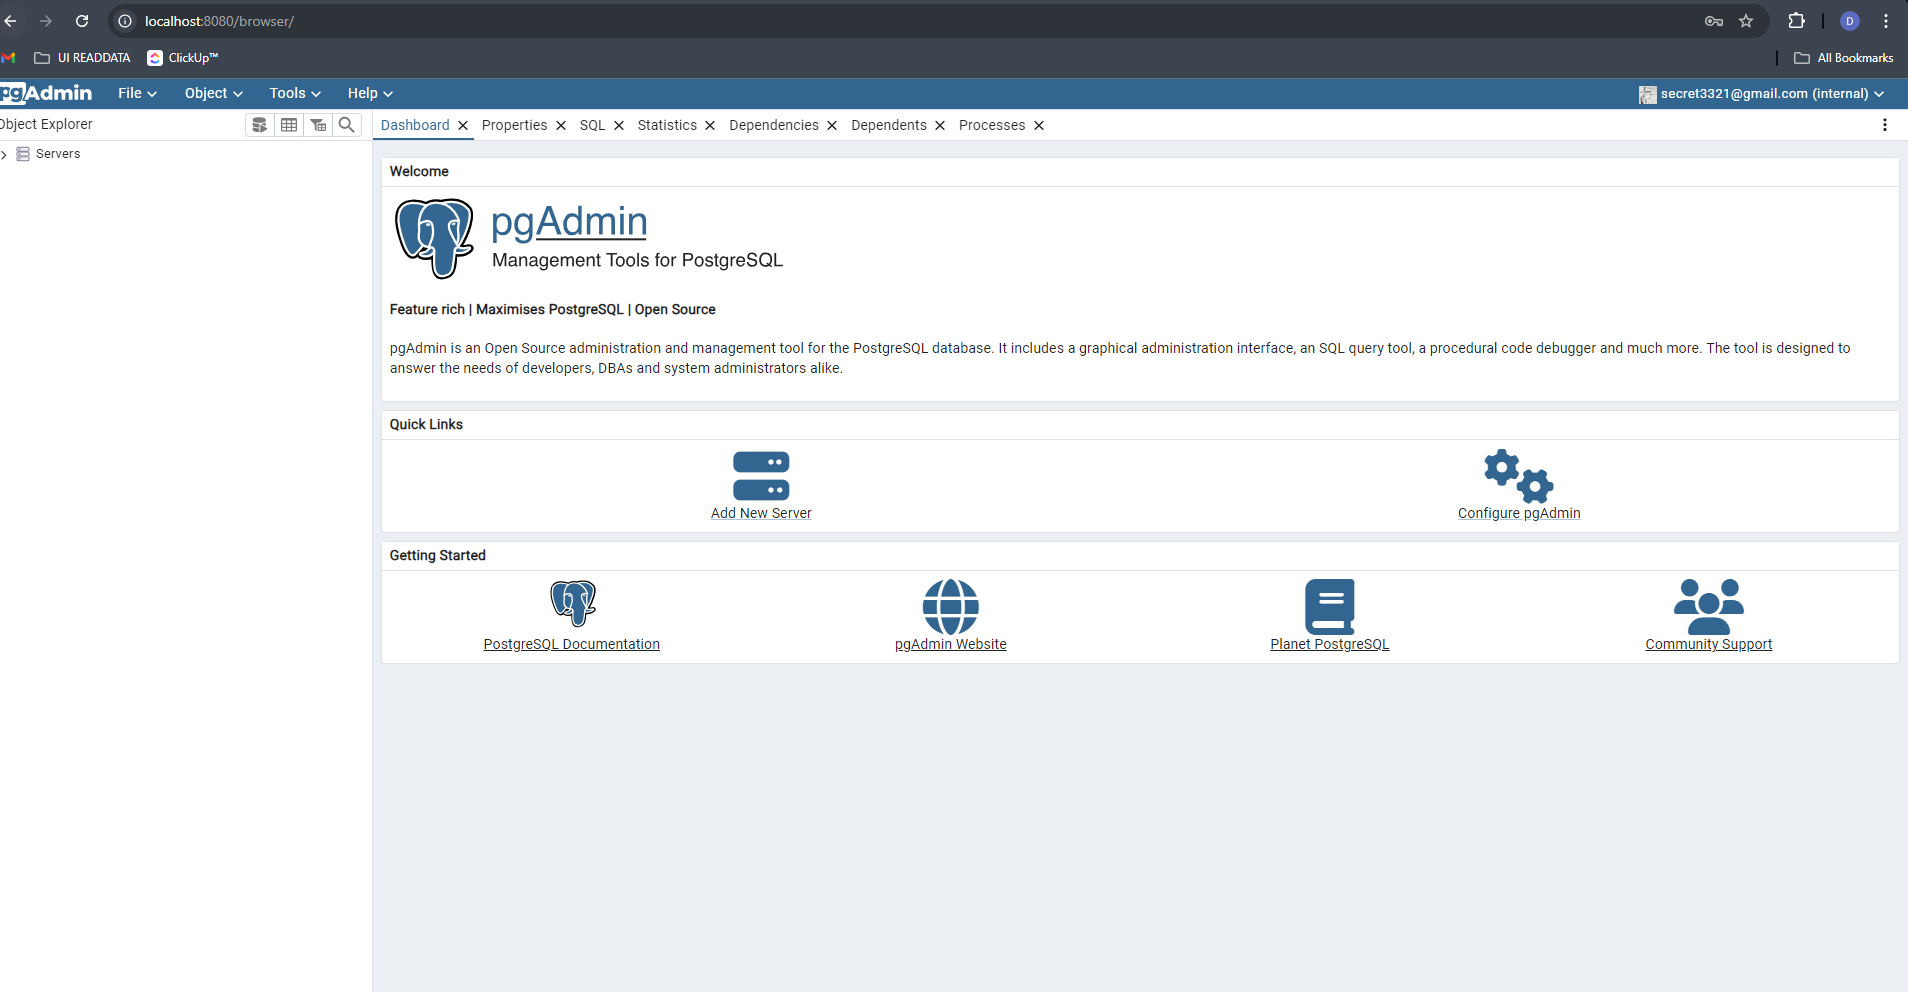 localhost:8080/browser/
D
UI READDATA
ClickUp™
All Bookmarks
pgAdmin
File
Object
Tools
Help
secret3321@gmail.com (internal)
Object Explorer
Dashboard
Properties
SQL
Statistics
Dependencies
Dependents
Processes
Servers
Welcome
pgAdmin
Management Tools for PostgreSQL
Feature rich | Maximises PostgreSQL | Open Source
pgAdmin is an Open Source administration and management tool for the PostgreSQL database. It includes a graphical administration interface, an SQL query tool, a procedural code debugger and much more. The tool is designed to
answer the needs of developers, DBAs and system administrators alike.
Quick Links
Add New Server
Configure pgAdmin
Getting Started
PostgreSQL Documentation
pgAdmin Website
Planet PostgreSQL
Community Support